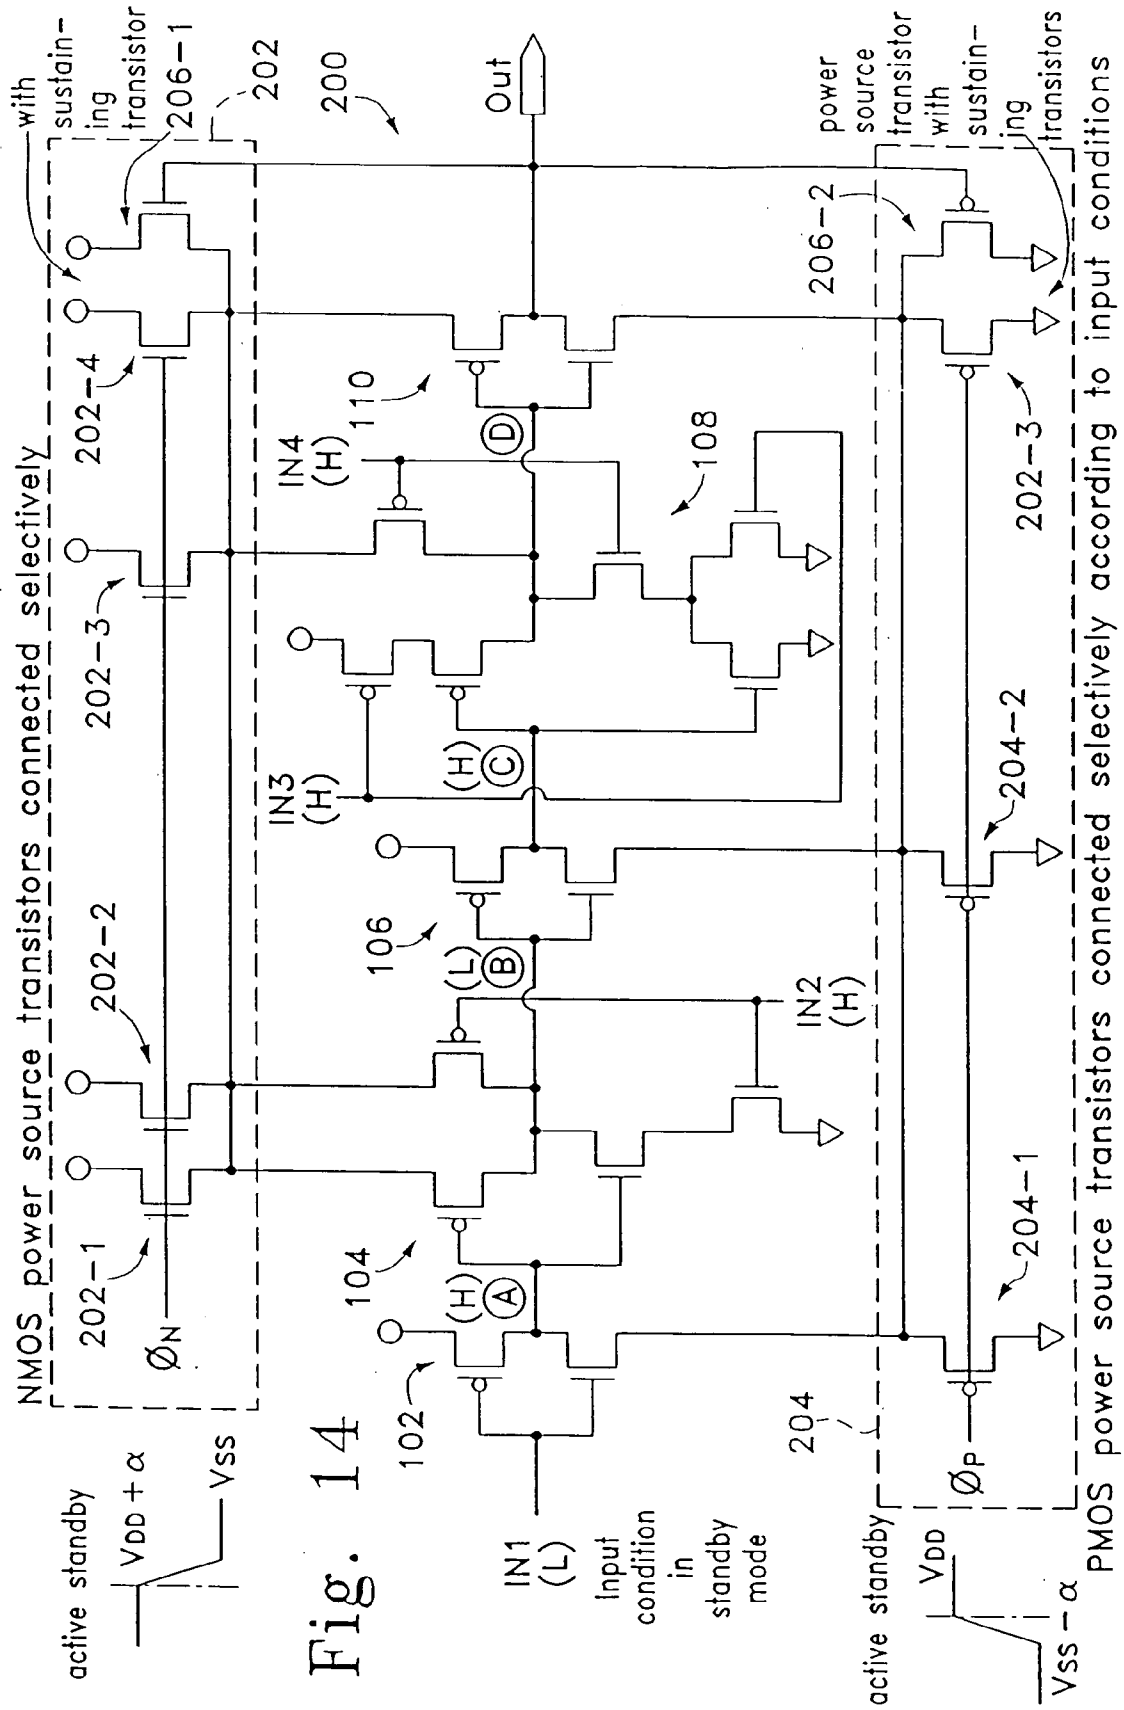 NMOS power source transistors connected selectively
with
sustain-
ing
transistor
206-1
202
202-1
202-2
202-3
202-4
ØN
active standby
VDD+α
VSS
Fig. 14
200
102
104
106
108
110
IN1
(L)
Input
condition
in
standby
mode
(H)
A
(L)
B
IN2
(H)
(H)
C
IN3
(H)
IN4
(H)
D
Out
204
ØP
204-1
204-2
202-3
206-2
power
source
transistor
with
sustain-
ing
transistors
active standby
VDD
VSS-α
PMOS power source transistors connected selectively according to input conditions